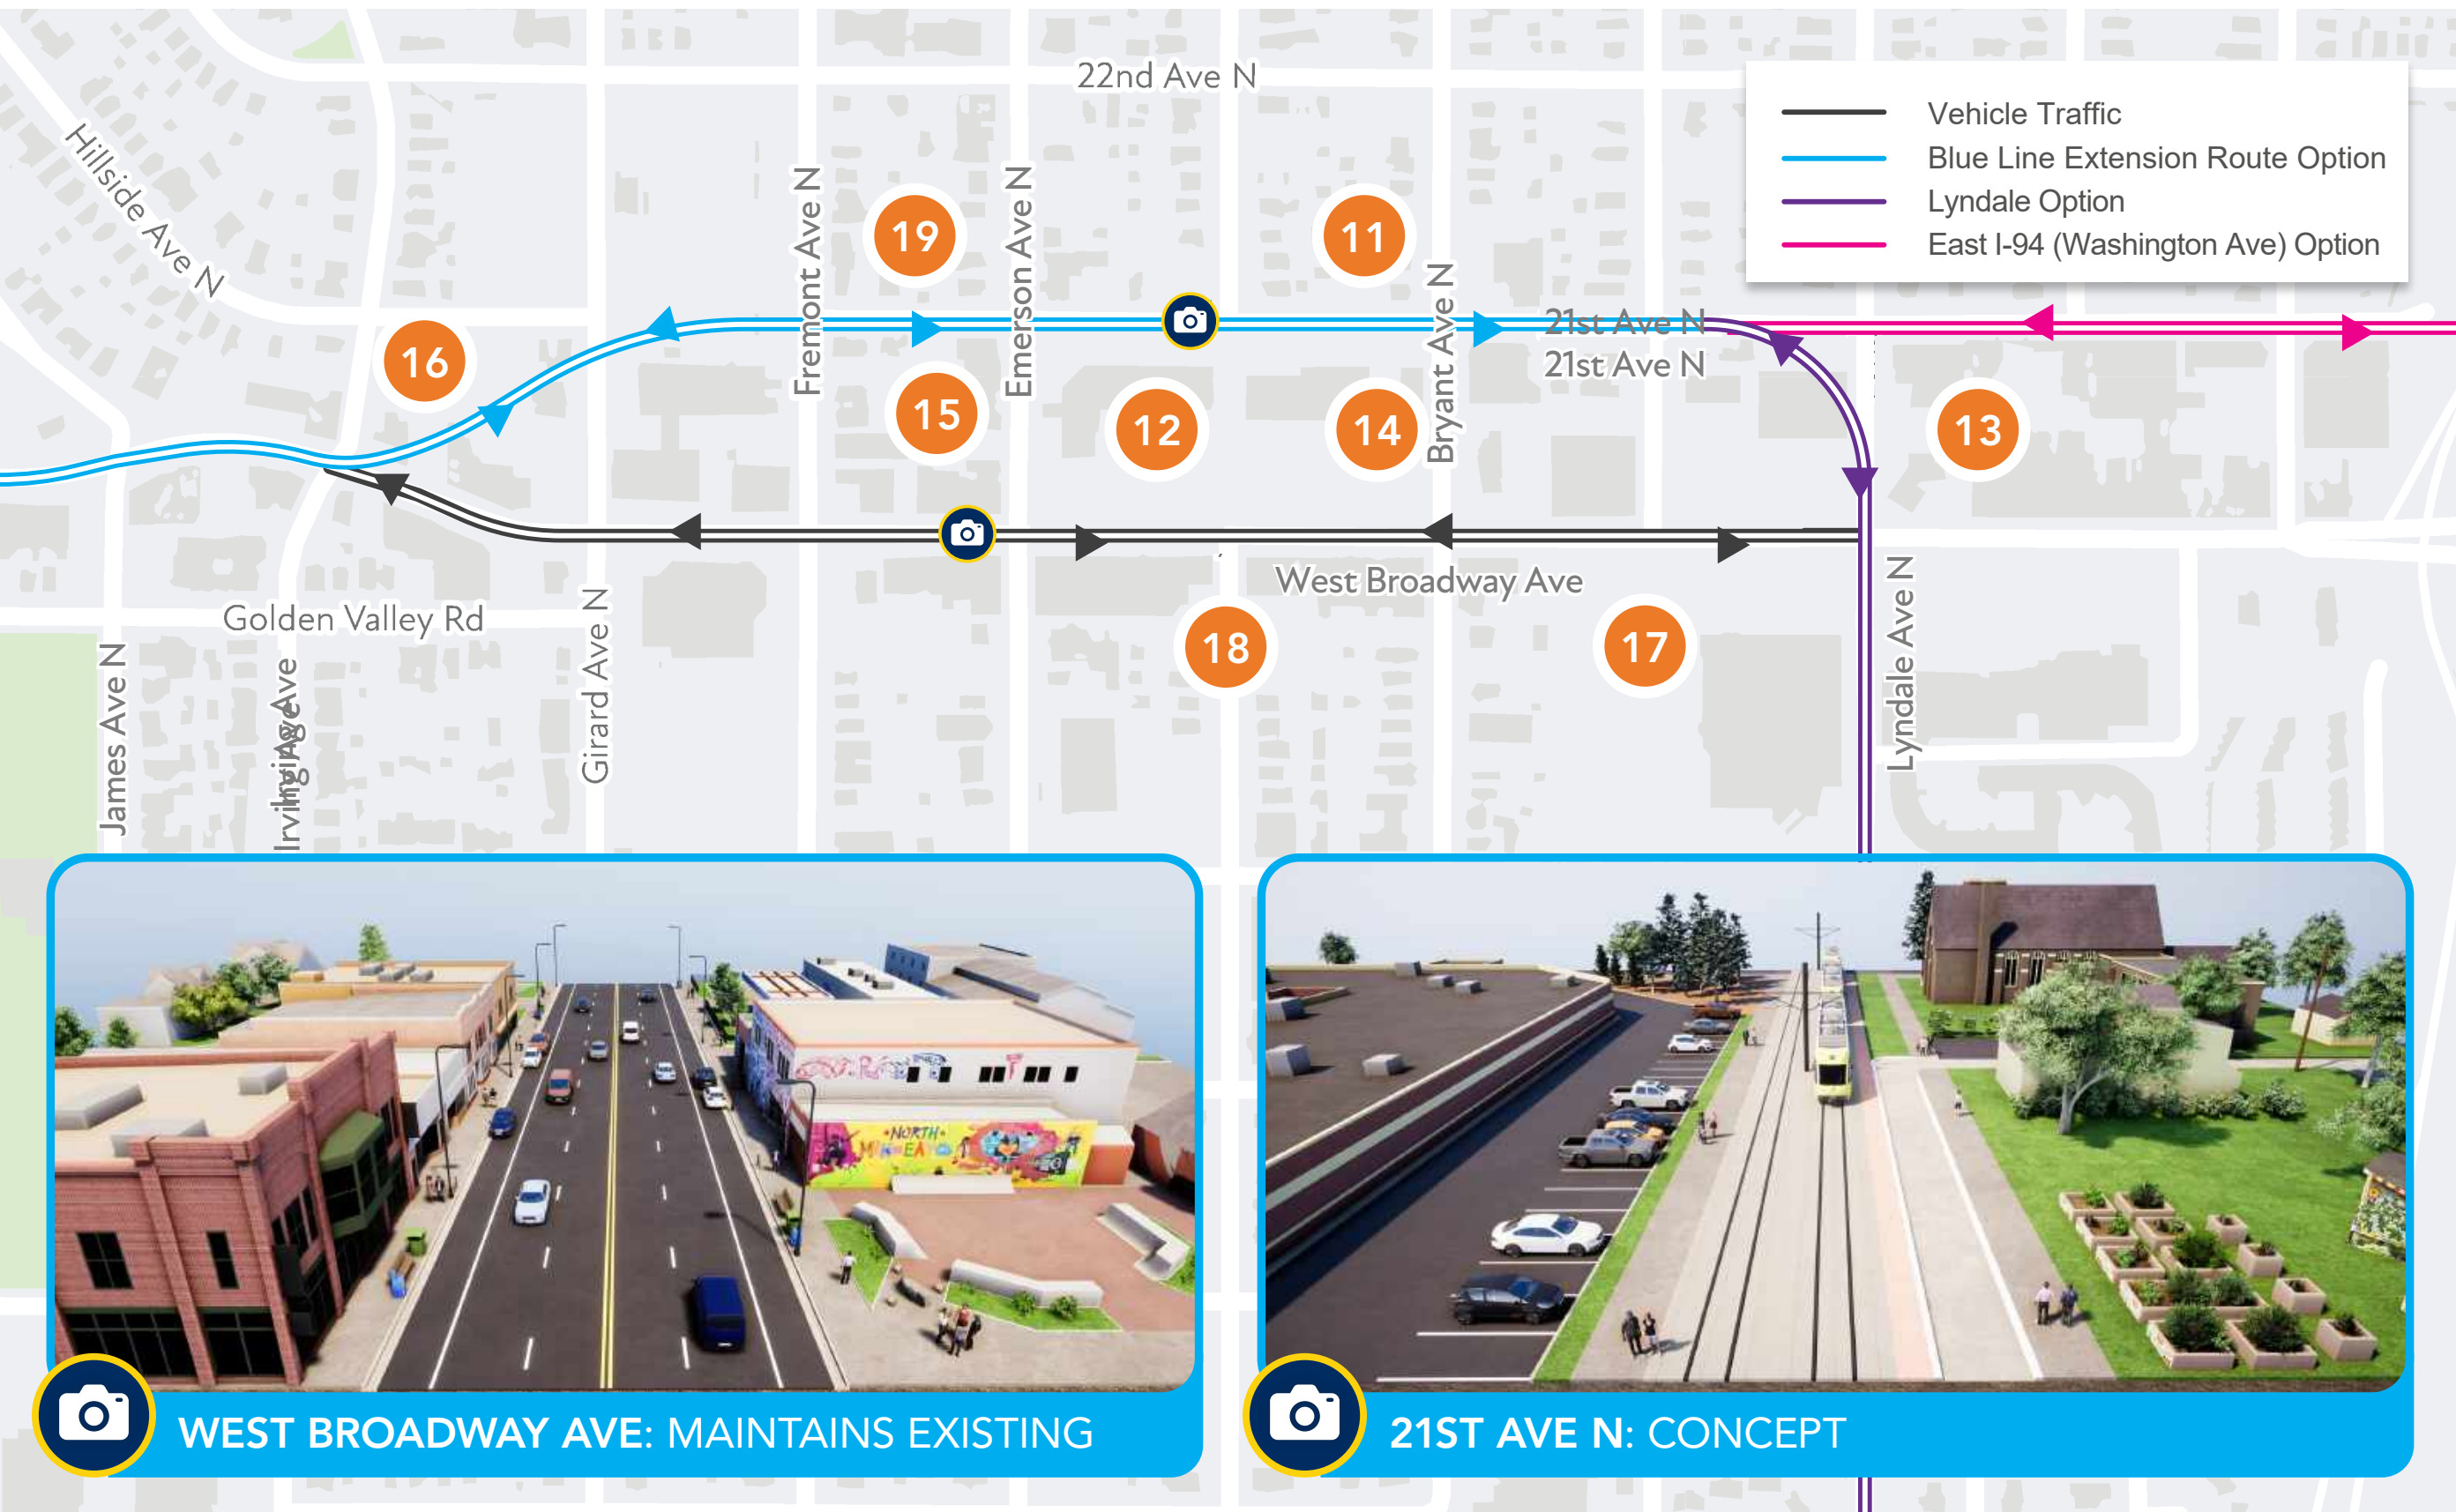 22nd Ave N
Vehicle Traffic
Blue Line Extension Route Option
Lyndale Option
East I-94 (Washington Ave) Option
Hillside Ave N
Fremont Ave N
19
Emerson Ave N
11
Bryant Ave N
21st Ave N
21st Ave N
16
15
12
14
13
West Broadway Ave
Golden Valley Rd
James Ave N
Girard Ave N
18
17
Lyndale Ave N
NORTH
WEST BROADWAY AVE: MAINTAINS EXISTING
21ST AVE N: CONCEPT